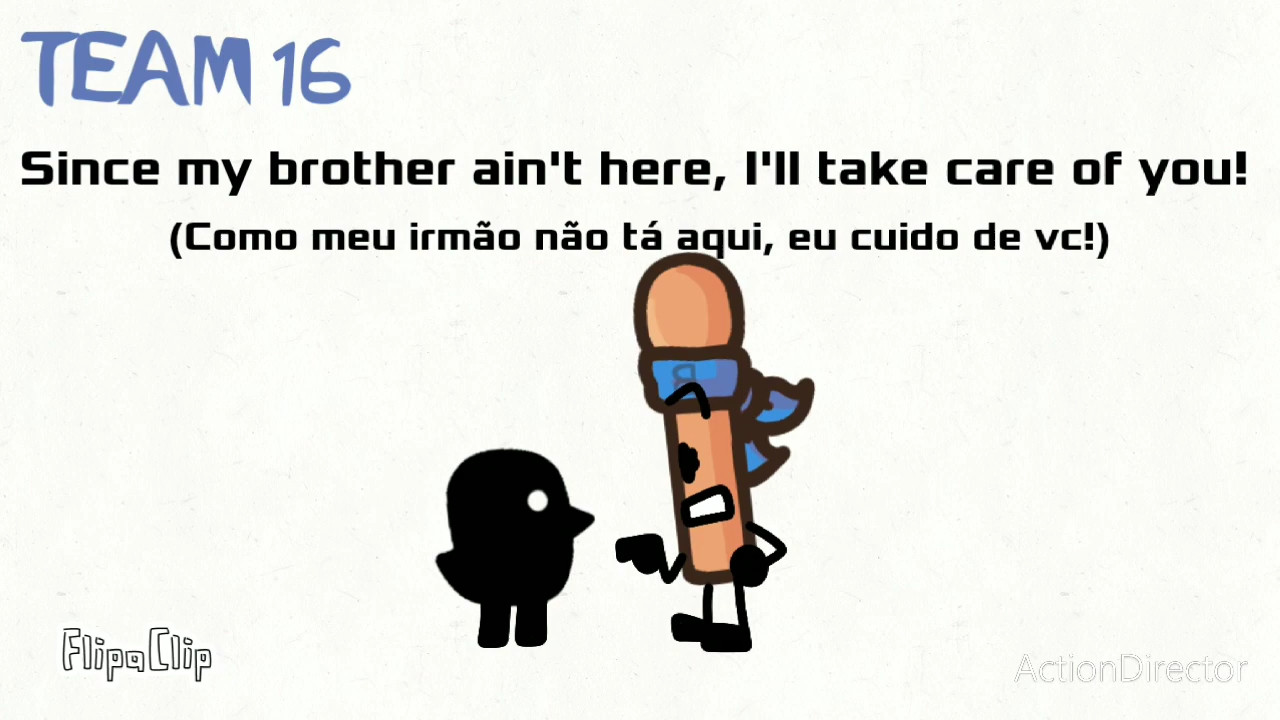 TEAM 16
Since my brother ain't here, I'll take care of you!
(Como meu irmão não tá aqui, eu cuido de vc!)
B
FlipaClip
ActionDirector